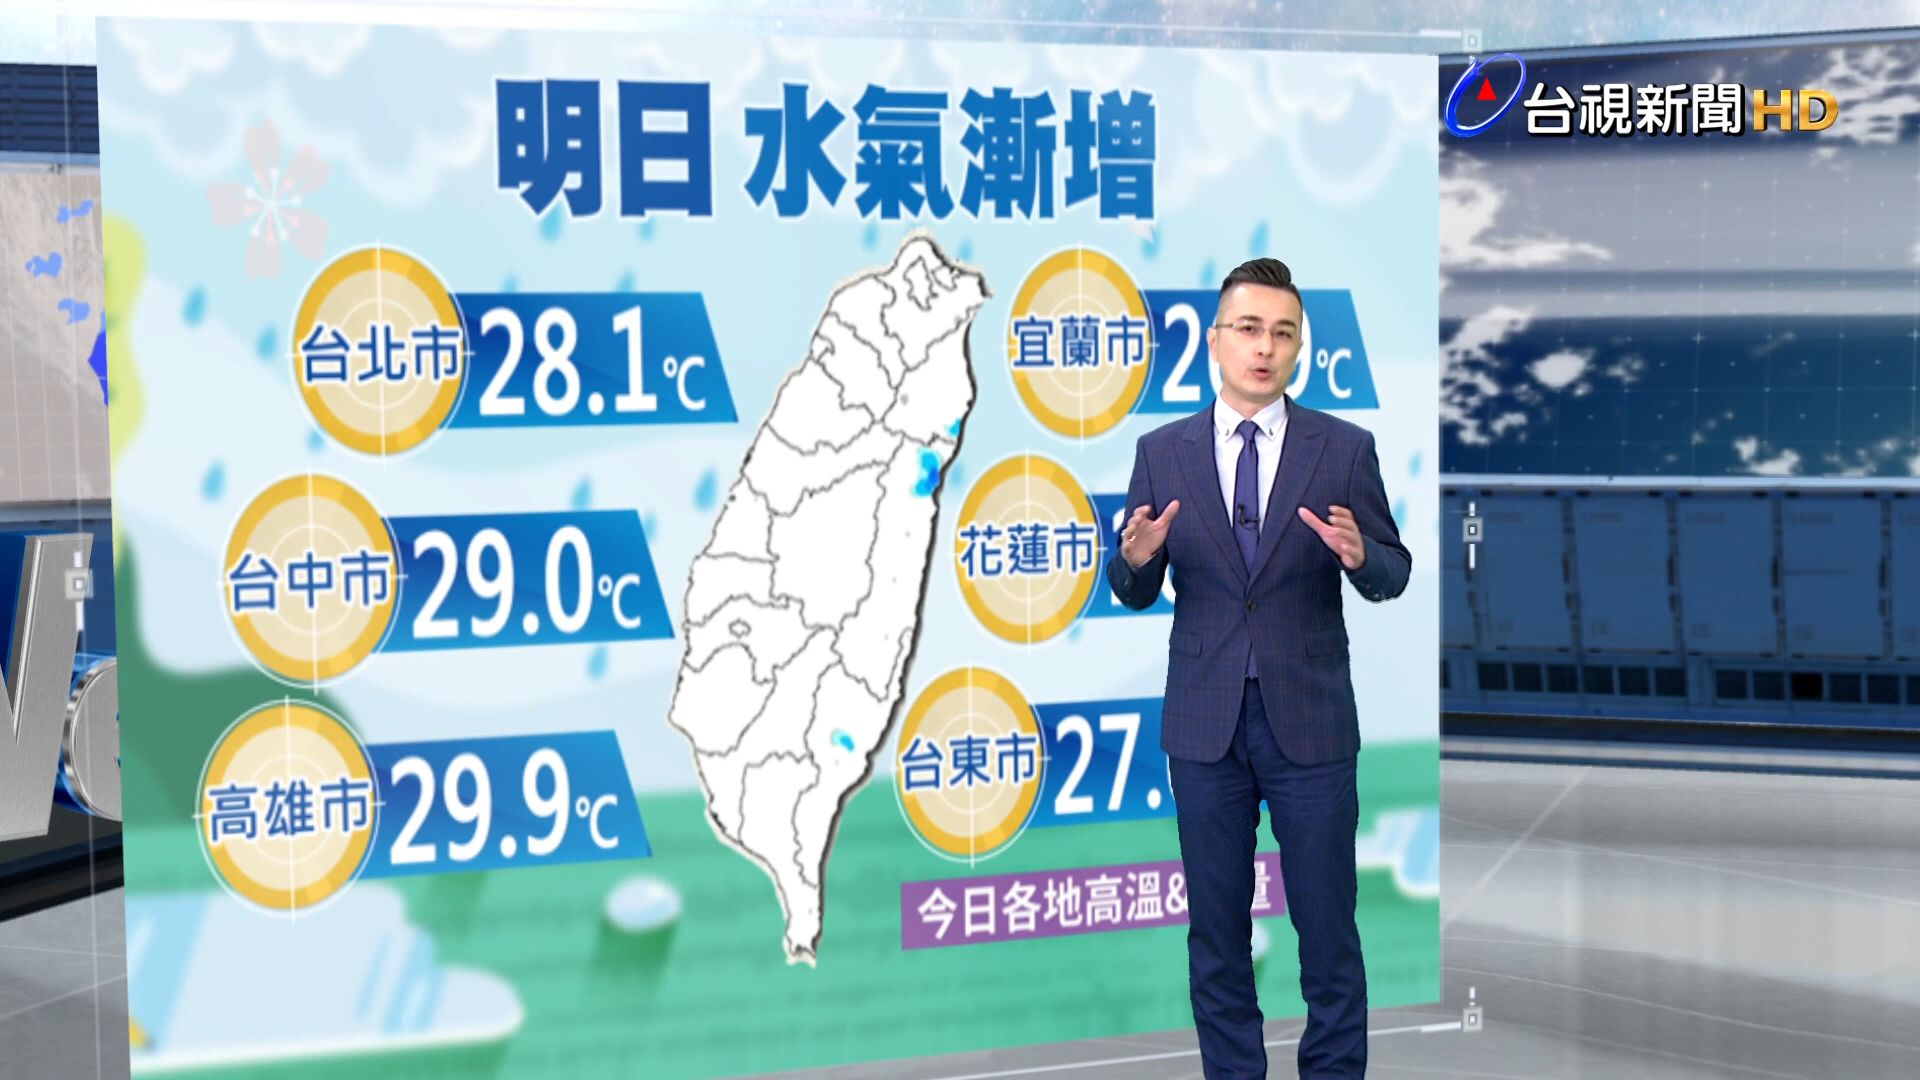 台視新聞HD
明日 水氣漸增
台北市 28.1℃
台中市 29.0℃
高雄市 29.9℃
宜蘭市 ℃
花蓮市
台東市 27.
今日各地高溫& 量